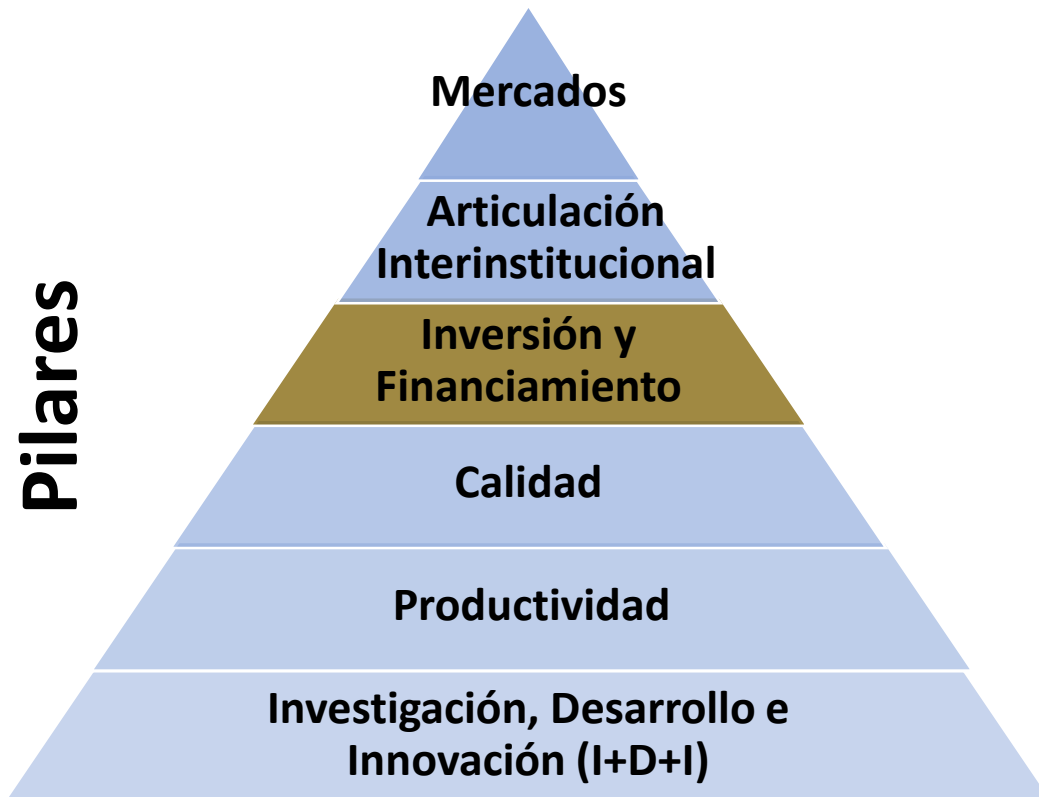 Pilares
Mercados
Articulación
Interinstitucional
Inversión y
Financiamiento
Calidad
Productividad
Investigación, Desarrollo e
Innovación (I+D+I)